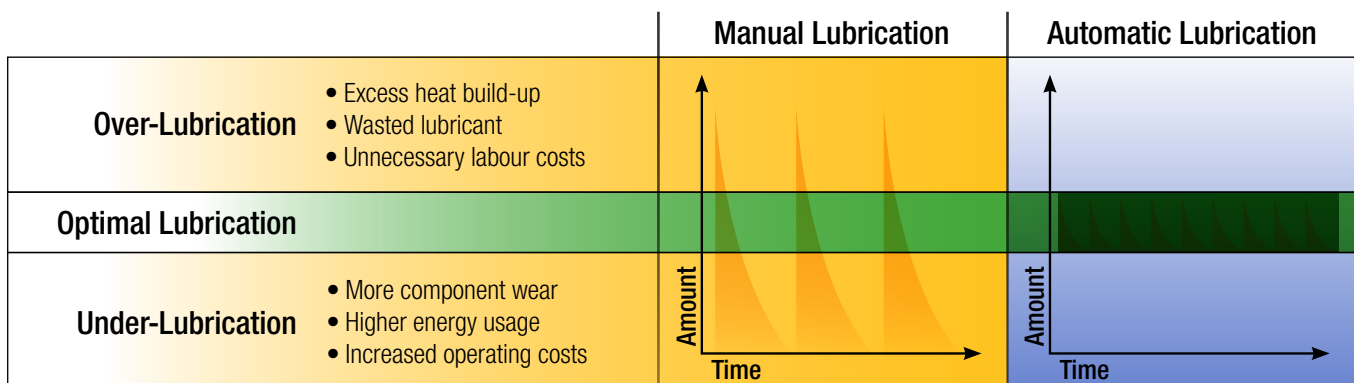 Manual Lubrication
Automatic Lubrication
Over-Lubrication
• Excess heat build-up
• Wasted lubricant
• Unnecessary labour costs
Optimal Lubrication
Under-Lubrication
• More component wear
• Higher energy usage
• Increased operating costs
Amount
Time
Amount
Time